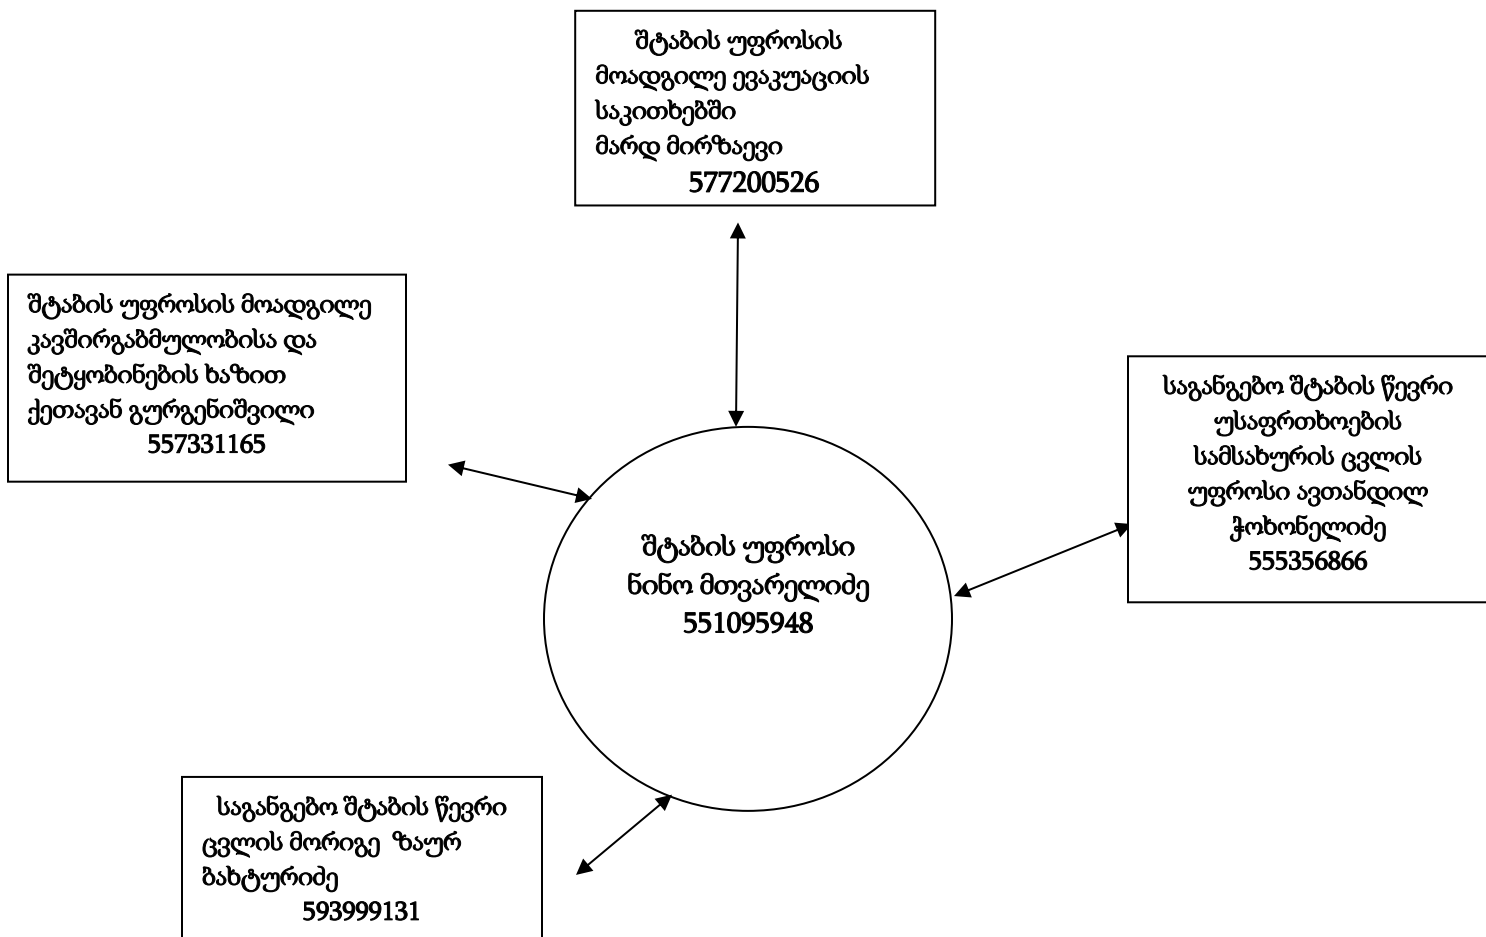 შტაბის უფროსის
მოადგილე ევაკუაციის
საკითხებში
მარდ მირზაევი
577200526
შტაბის უფროსის მოადგილე
კავშირგაბმულობისა და
შეტყობინების ხაზით
ქეთავან გურგენიშვილი
557331165
საგანგებო შტაბის წევრი
უსაფრთხოების
სამსახურის ცვლის
უფროსი ავთანდილ
ჭოხონელიძე
555356866
შტაბის უფროსი
ნინო მთვარელიძე
551095948
საგანგებო შტაბის წევრი
ცვლის მორიგე ზაურ
ბახტურიძე
593999131